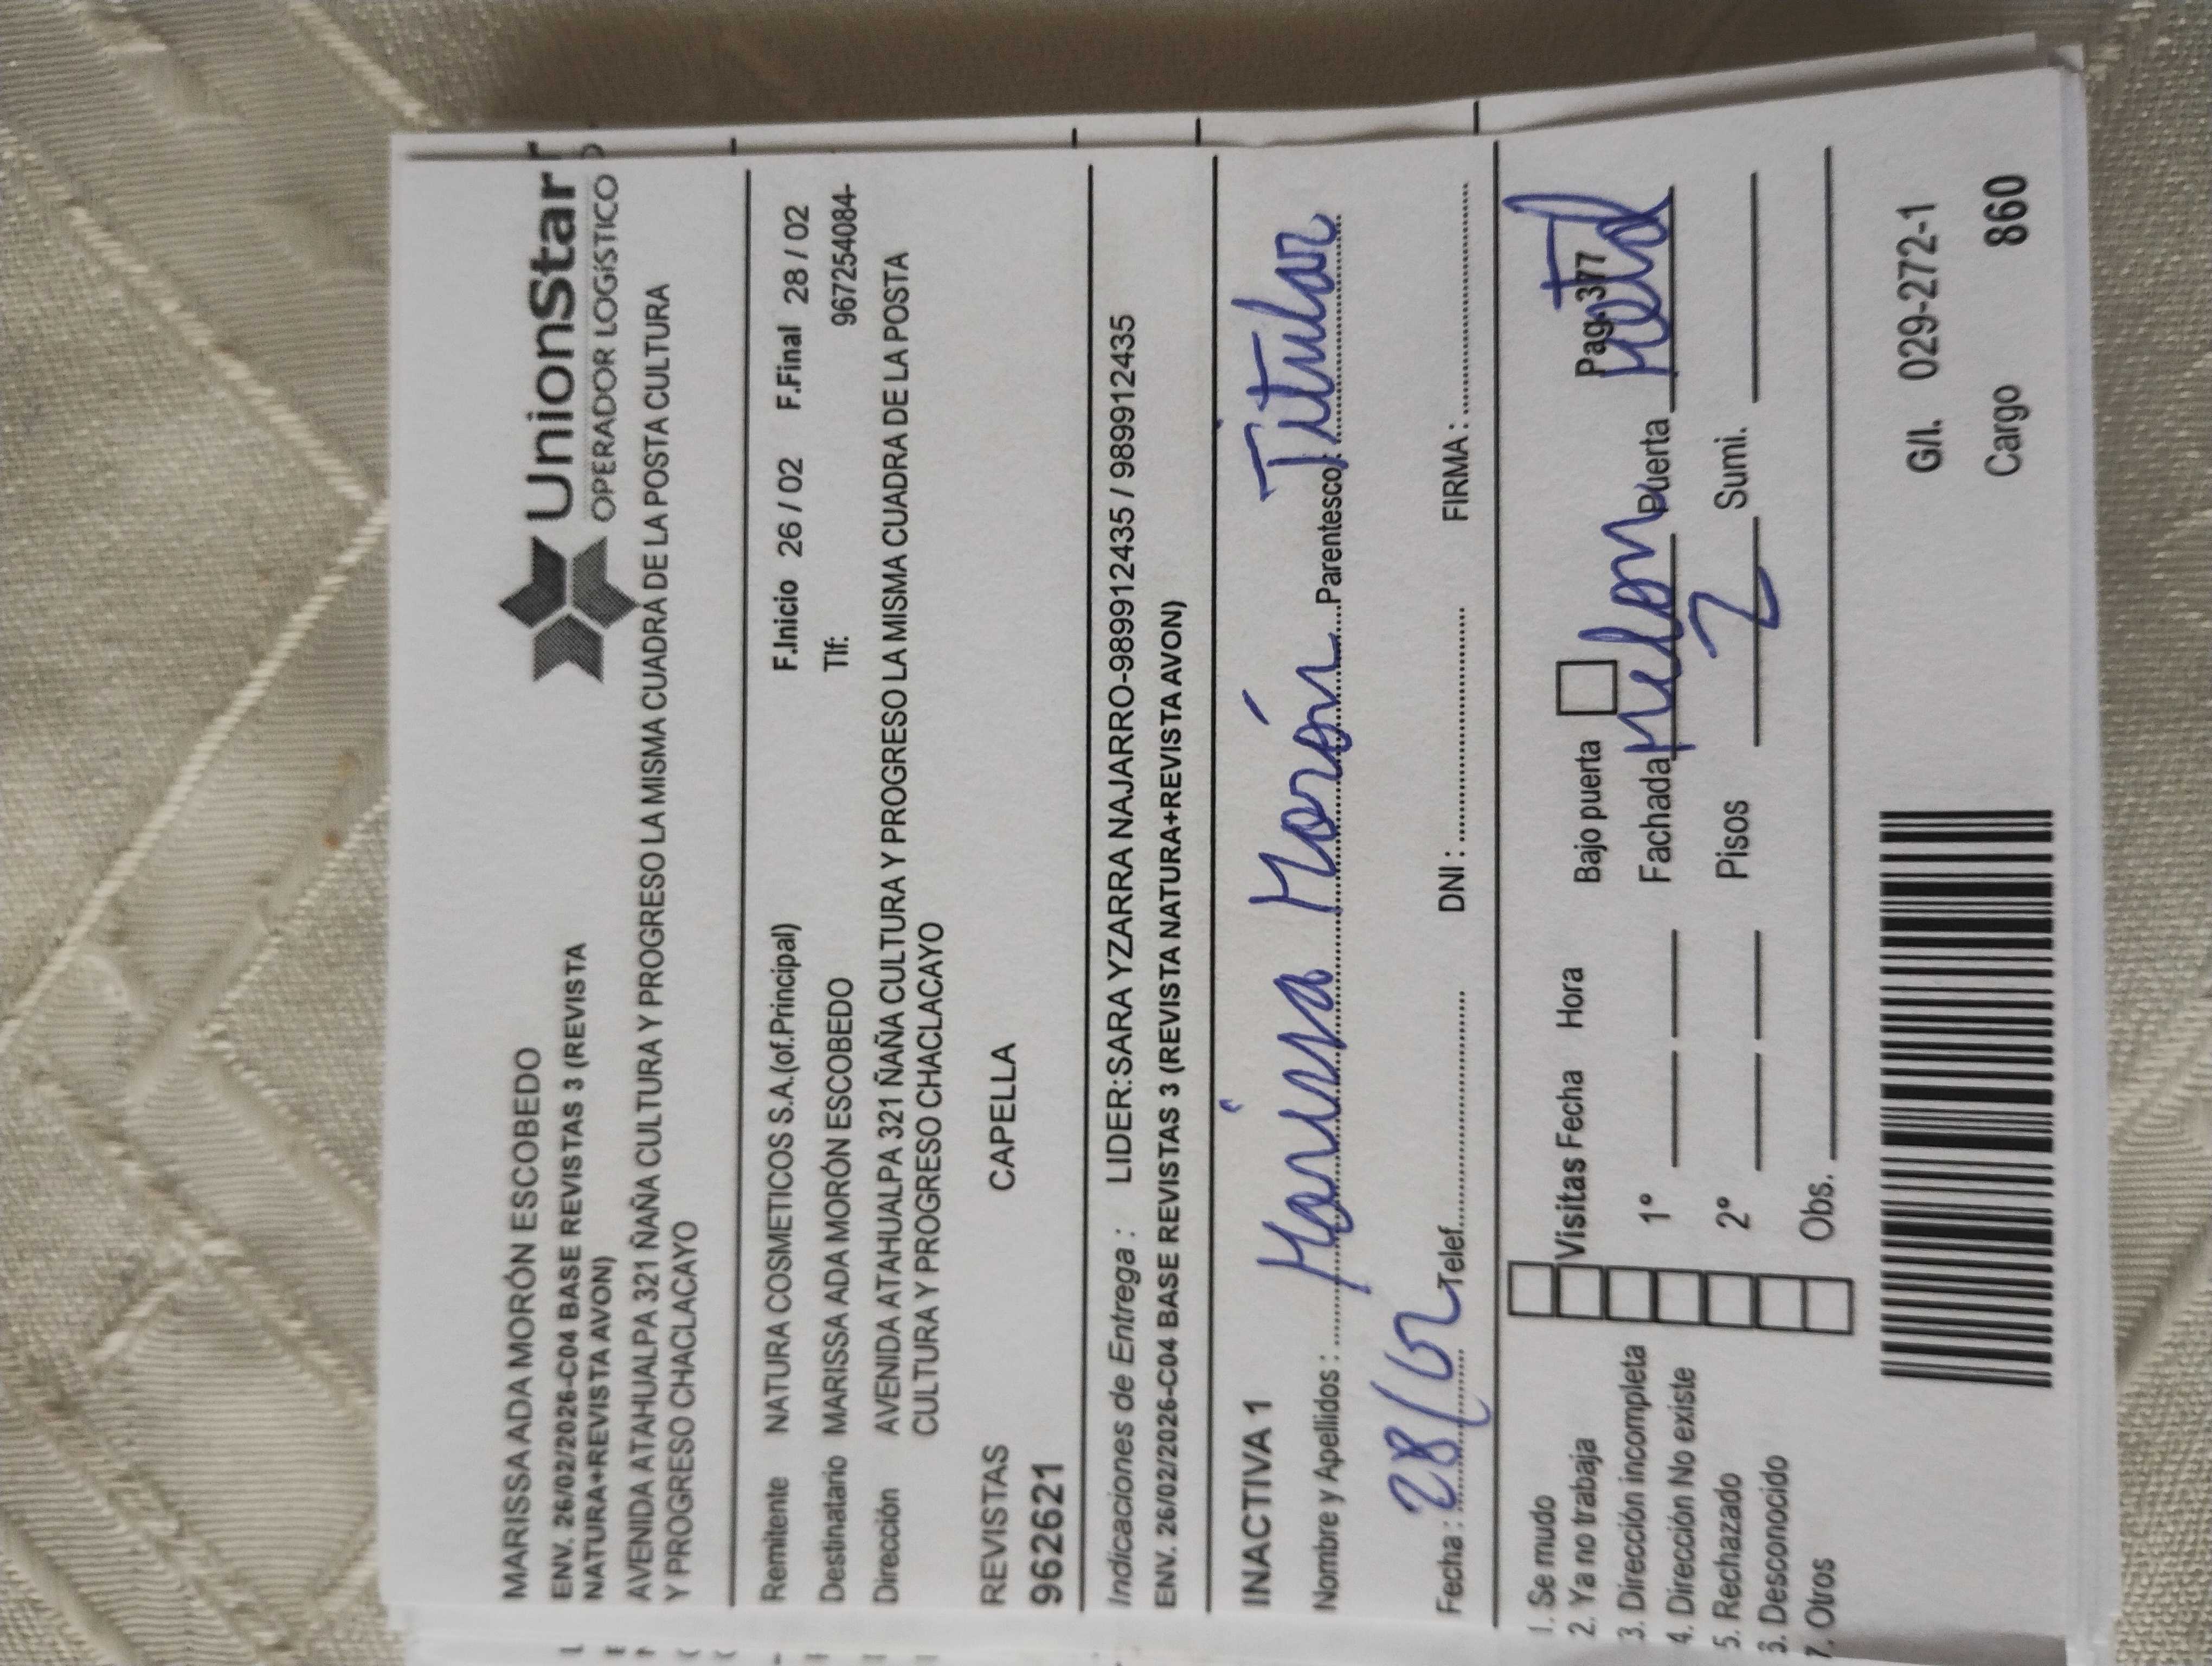 MARISSA ADA MORÓN ESCOBEDO
UnionStar
OPERADOR LOGÍSTICO
ENV. 26/02/2026-C04 BASE REVISTAS 3 (REVISTA
NATURA+REVISTA AVON)
AVENIDA ATAHUALPA 321 ÑAÑA CULTURA Y PROGRESO LA MISMA CUADRA DE LA POSTA CULTURA
Y PROGRESO CHACLACAYO
Remitente NATURA COSMETICOS S.A.(of.Principal) F.Inicio 26 / 02 F.Final 28 / 02
Destinatario MARISSA ADA MORÓN ESCOBEDO Tlf: 967254084-
Dirección AVENIDA ATAHUALPA 321 ÑAÑA CULTURA Y PROGRESO LA MISMA CUADRA DE LA POSTA
CULTURA Y PROGRESO CHACLACAYO
REVISTAS CAPELLA
962621
Indicaciones de Entrega : LIDER:SARA YZARRA NAJARRO-989912435 / 989912435
ENV. 26/02/2026-C04 BASE REVISTAS 3 (REVISTA NATURA+REVISTA AVON)
INACTIVA 1
Nombre y Apellidos : Marissa Morón Parentesco: Titular
Fecha : 28/02 Telef. DNI : FIRMA :
1. Se mudo
2. Ya no trabaja
3. Dirección incompleta
4. Dirección No existe
5. Rechazado
6. Desconocido
7. Otros
Visitas Fecha Hora Bajo puerta Pag.377
1° Fachada Melon Puerta Metal
2° Pisos 2 Sumi.
Obs.
G/I. 029-272-1
Cargo 860